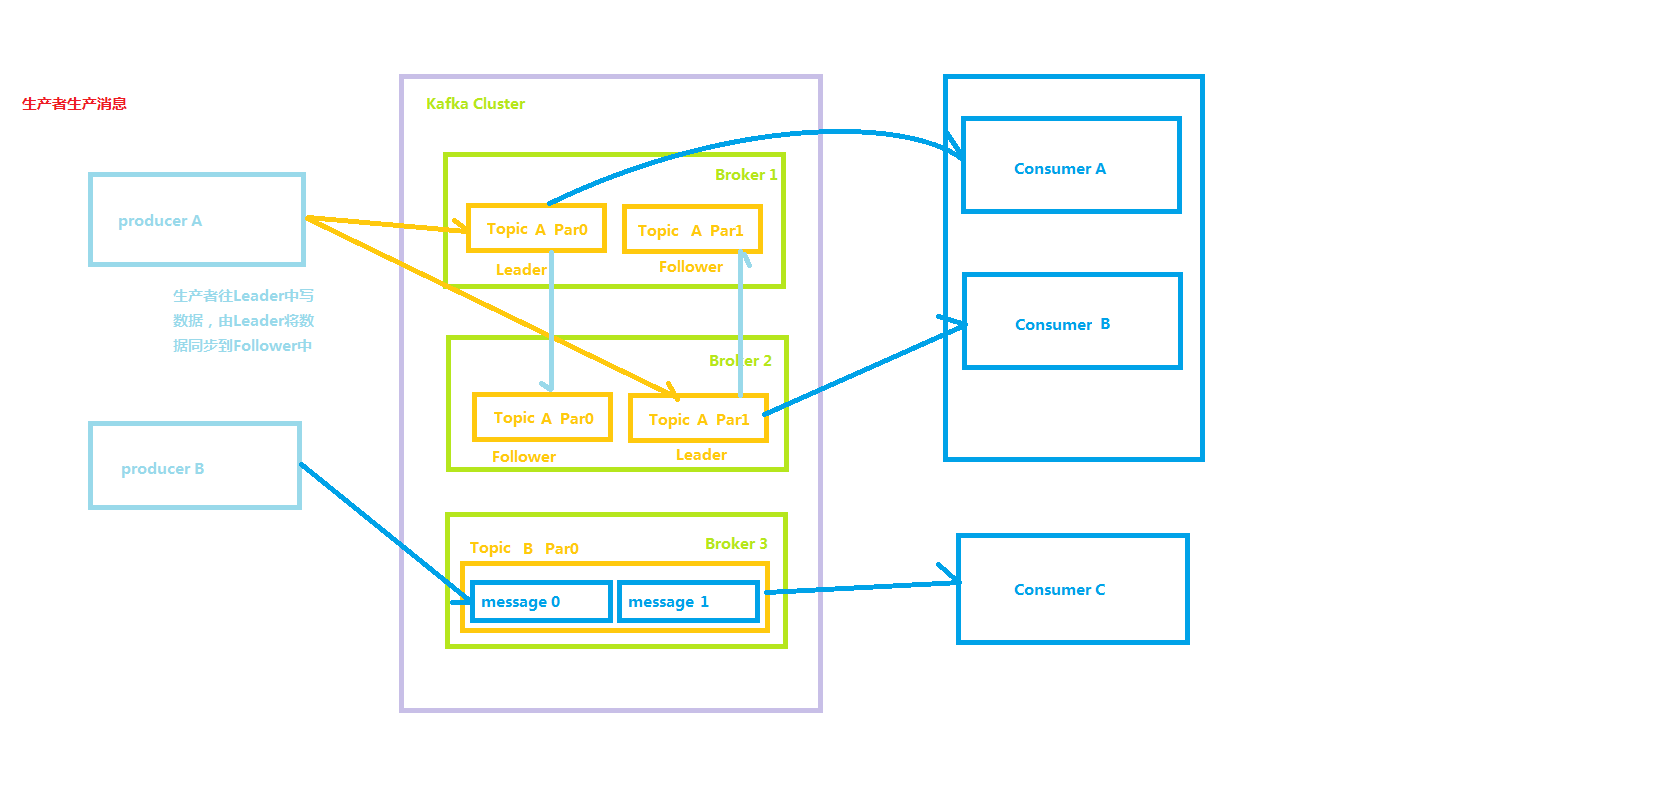 生产者生产消息
Kafka Cluster
producer A
生产者往Leader中写
数据，由Leader将数
据同步到Follower中
producer B
Broker 1
Topic A Par0
Leader
Topic A Par1
Follower
Broker 2
Topic A Par0
Follower
Topic A Par1
Leader
Broker 3
Topic B Par0
message 0
message 1
Consumer A
Consumer B
Consumer C